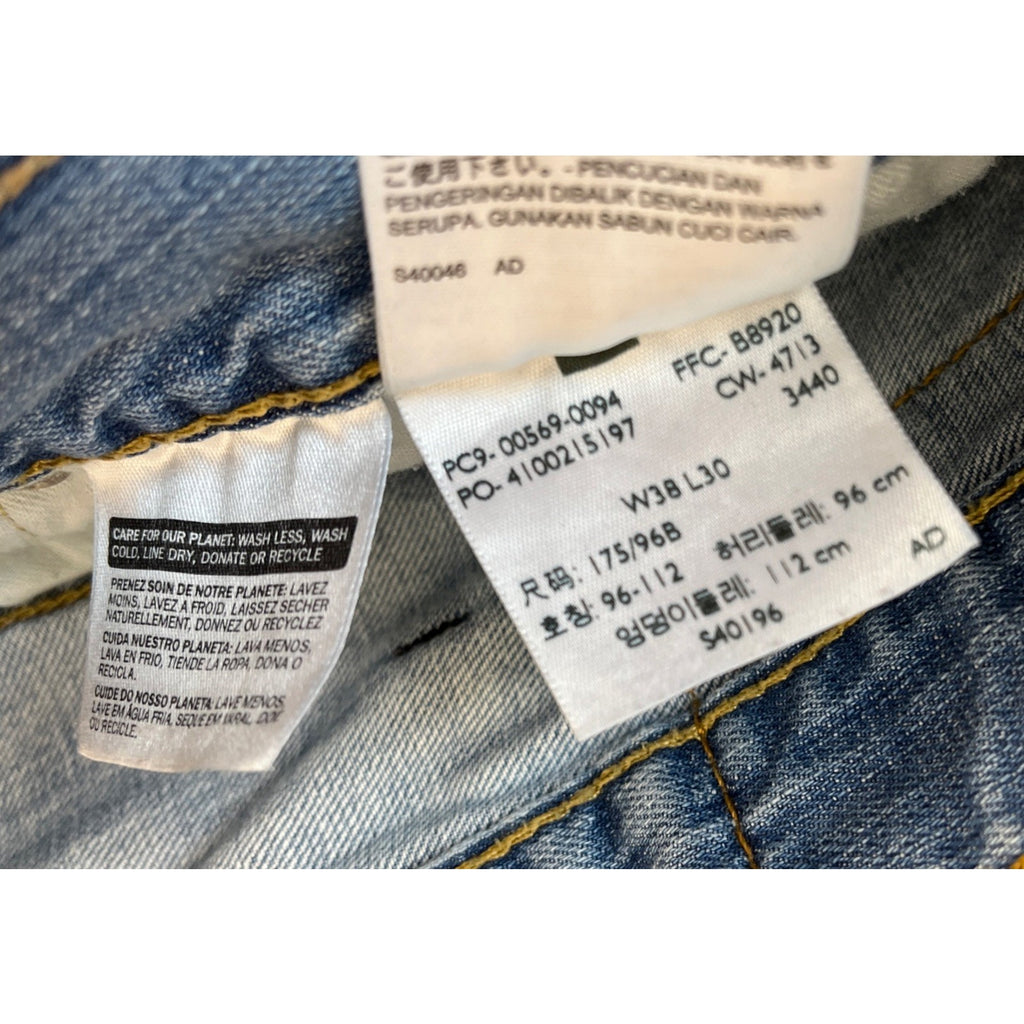 ご使用下さい。-PENCUCIAN DAN
PENGERINGAN DIBALIK DENGAN WARNA
SERUPA. GUNAKAN SABUN CUCI CAIR.
S40046 AD
FFC- B8920
CW- 4713
3440
PC9- 00569-0094
PO- 4100215197
W38 L30
尺码: 175/96B
호칭: 96-112 허리둘레: 96 cm
엉덩이둘레: 112 cm
S40196 AD
CARE FOR OUR PLANET: WASH LESS, WASH
COLD, LINE DRY, DONATE OR RECYCLE
PRENEZ SOIN DE NOTRE PLANETE: LAVEZ
MOINS, LAVEZ A FROID, LAISSEZ SECHER
NATURELLEMENT, DONNEZ OU RECYCLEZ
CUIDA NUESTRO PLANETA: LAVA MENOS,
LAVA EN FRIO, TIENDE LA ROPA, DONA O
RECICLA.
CUIDE DO NOSSO PLANETA: LAVE MENOS,
LAVE EM ÁGUA FRIA, SEQUE EM VARAL, DOE
OU RECICLE.